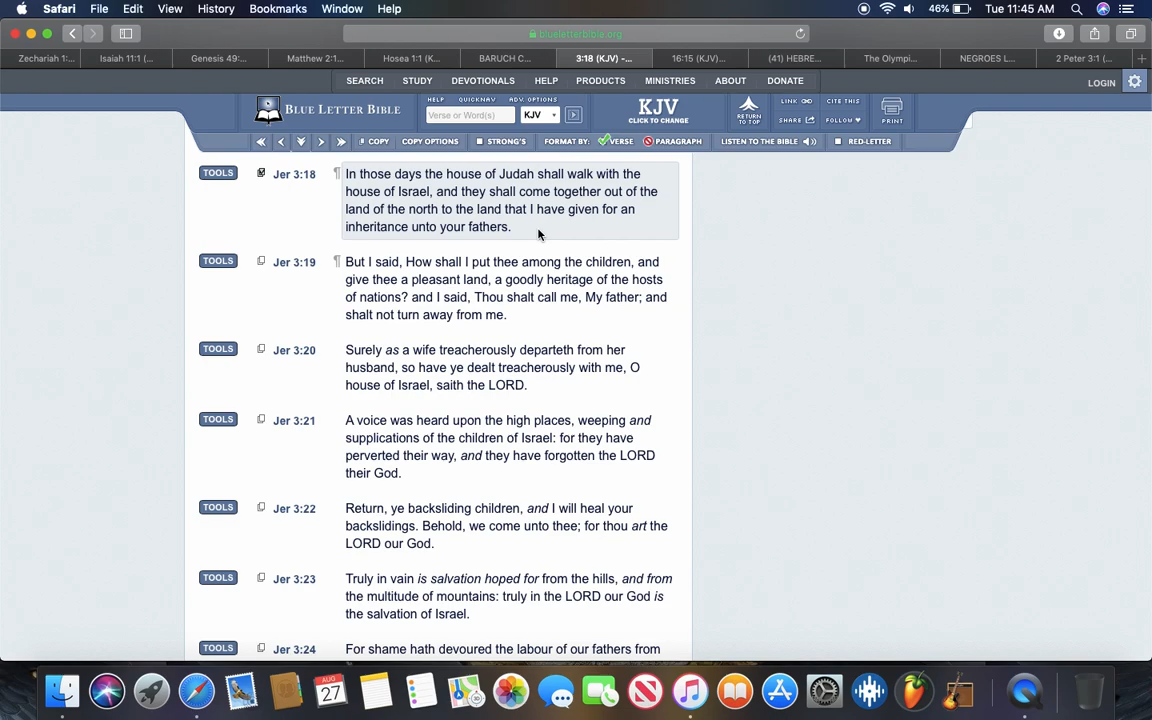 Safari File Edit View History Bookmarks Window Help 46% Tue 11:45 AM
blueletterbible.org
Zechariah 1:... Isaiah 11:1 (... Genesis 49:... Matthew 2:1... Hosea 1:1 (K... BARUCH C... 3:18 (KJV) -... 16:15 (KJV)... (41) HEBRE... The Olympi... NEGROES L... 2 Peter 3:1 (...
SEARCH STUDY DEVOTIONALS HELP PRODUCTS MINISTRIES ABOUT DONATE LOGIN
HELP QUICKNAV ADV. OPTIONS
BLUE LETTER BIBLE
Verse or Word(s) KJV
KJV
CLICK TO CHANGE
RETURN
TO TOP
LINK CITE THIS
SHARE FOLLOW
PRINT
COPY COPY OPTIONS STRONG'S FORMAT BY: VERSE PARAGRAPH LISTEN TO THE BIBLE RED-LETTER
TOOLS Jer 3:18 ¶ In those days the house of Judah shall walk with the
house of Israel, and they shall come together out of the
land of the north to the land that I have given for an
inheritance unto your fathers.
TOOLS Jer 3:19 ¶ But I said, How shall I put thee among the children, and
give thee a pleasant land, a goodly heritage of the hosts
of nations? and I said, Thou shalt call me, My father; and
shalt not turn away from me.
TOOLS Jer 3:20 Surely as a wife treacherously departeth from her
husband, so have ye dealt treacherously with me, O
house of Israel, saith the LORD.
TOOLS Jer 3:21 A voice was heard upon the high places, weeping and
supplications of the children of Israel: for they have
perverted their way, and they have forgotten the LORD
their God.
TOOLS Jer 3:22 Return, ye backsliding children, and I will heal your
backslidings. Behold, we come unto thee; for thou art the
LORD our God.
TOOLS Jer 3:23 Truly in vain is salvation hoped for from the hills, and from
the multitude of mountains: truly in the LORD our God is
the salvation of Israel.
TOOLS Jer 3:24 For shame hath devoured the labour of our fathers from
AUG
27